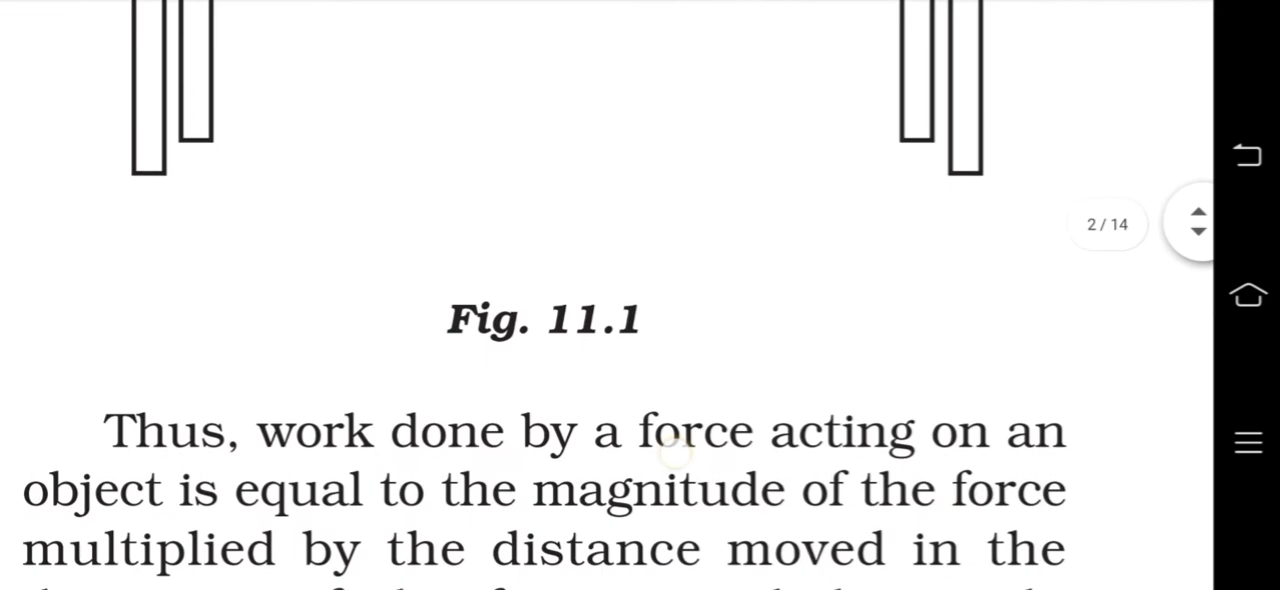 2 / 14
Fig. 11.1
Thus, work done by a force acting on an
object is equal to the magnitude of the force
multiplied by the distance moved in the